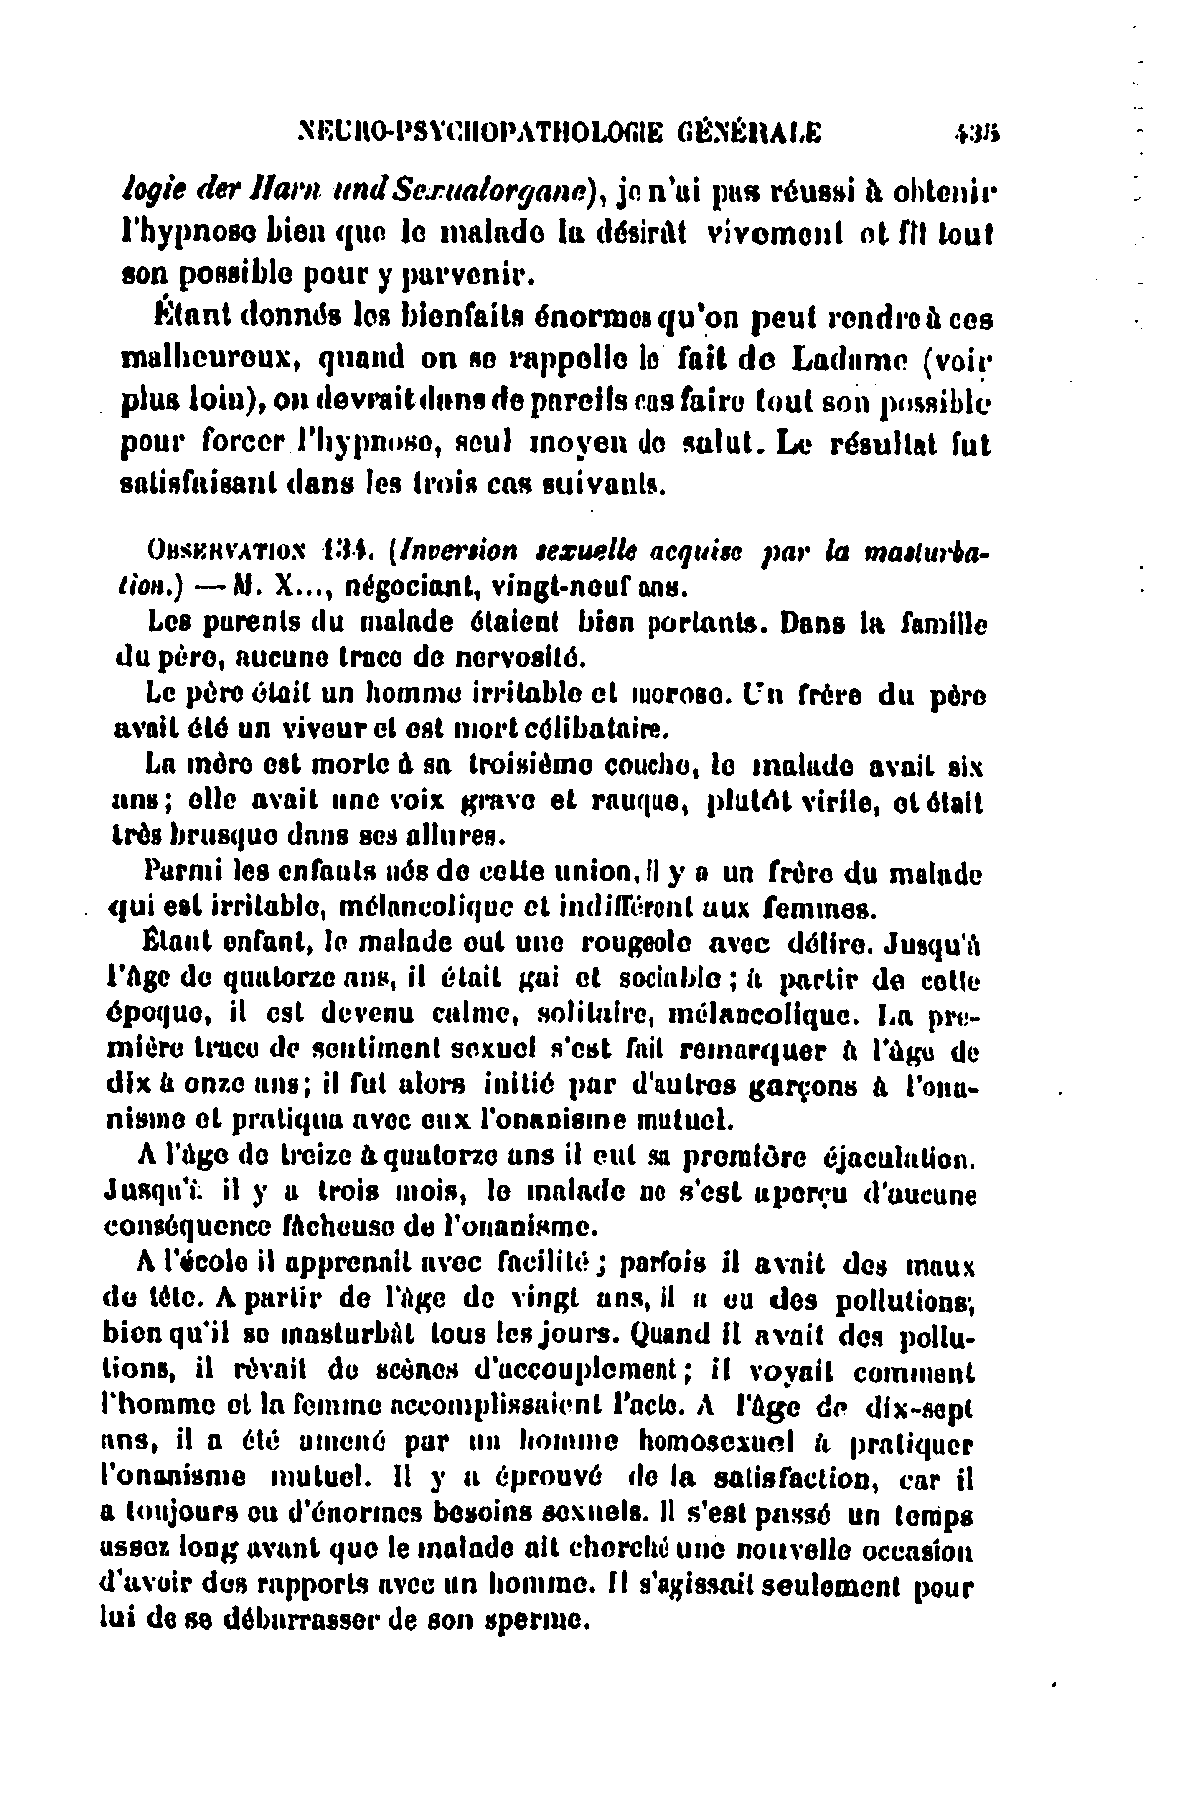 NEURO-PSYCHOPATHOLOGIE GÉNÉRALE 435
logie der Harn und Sexualorgane), je n'ai pas réussi à obtenir
l'hypnose bien que le malade la désirât vivement et fît tout
son possible pour y parvenir.
Étant donnés les bienfaits énormes qu'on peut rendre à ces
malheureux, quand on se rappelle le fait de Ladame (voir
plus loin), on devrait dans de pareils cas faire tout son possible
pour forcer l'hypnose, seul moyen de salut. Le résultat fut
satisfaisant dans les trois cas suivants.
OBSERVATION 134. (Inversion sexuelle acquise par la masturba-
tion.) — M. X..., négociant, vingt-neuf ans.
Les parents du malade étaient bien portants. Dans la famille
du père, aucune trace de nervosité.
Le père était un homme irritable et morose. Un frère du père
avait été un viveur et est mort célibataire.
La mère est morte à sa troisième couche, le malade avait six
ans; elle avait une voix grave et rauque, plutôt virile, et était
très brusque dans ses allures.
Parmi les enfants nés de cette union, il y a un frère du malade
qui est irritable, mélancolique et indifférent aux femmes.
Étant enfant, le malade eut une rougeole avec délire. Jusqu'à
l'âge de quatorze ans, il était gai et sociable; à partir de cette
époque, il est devenu calme, solitaire, mélancolique. La pre-
mière trace de sentiment sexuel s'est fait remarquer à l'âge de
dix à onze ans; il fut alors initié par d'autres garçons à l'ona-
nisme et pratiqua avec eux l'onanisme mutuel.
A l'âge de treize à quatorze ans il eut sa première éjaculation.
Jusqu'à il y a trois mois, le malade ne s'est aperçu d'aucune
conséquence fâcheuse de l'onanisme.
A l'école il apprenait avec facilité; parfois il avait des maux
de tête. A partir de l'âge de vingt ans, il a eu des pollutions,
bien qu'il se masturbât tous les jours. Quand il avait des pollu-
tions, il rêvait de scènes d'accouplement; il voyait comment
l'homme et la femme accomplissaient l'acte. A l'âge de dix-sept
ans, il a été amené par un homme homosexuel à pratiquer
l'onanisme mutuel. Il y a éprouvé de la satisfaction, car il
a toujours eu d'énormes besoins sexuels. Il s'est passé un temps
assez long avant que le malade ait cherché une nouvelle occasion
d'avoir des rapports avec un homme. Il s'agissait seulement pour
lui de se débarrasser de son sperme.